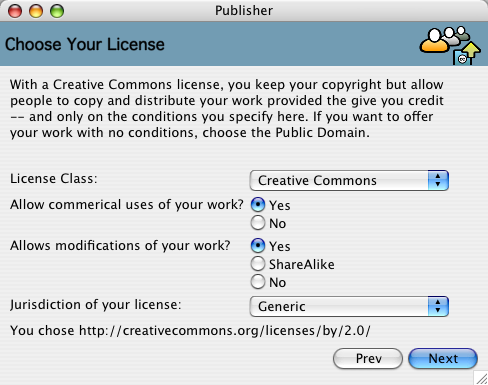 Publisher
Choose Your License
With a Creative Commons license, you keep your copyright but allow
people to copy and distribute your work provided the give you credit
-- and only on the conditions you specify here. If you want to offer
your work with no conditions, choose the Public Domain.
License Class: Creative Commons
Allow commerical uses of your work? Yes
No
Allows modifications of your work? Yes
ShareAlike
No
Jurisdiction of your license: Generic
You chose http://creativecommons.org/licenses/by/2.0/
Prev Next